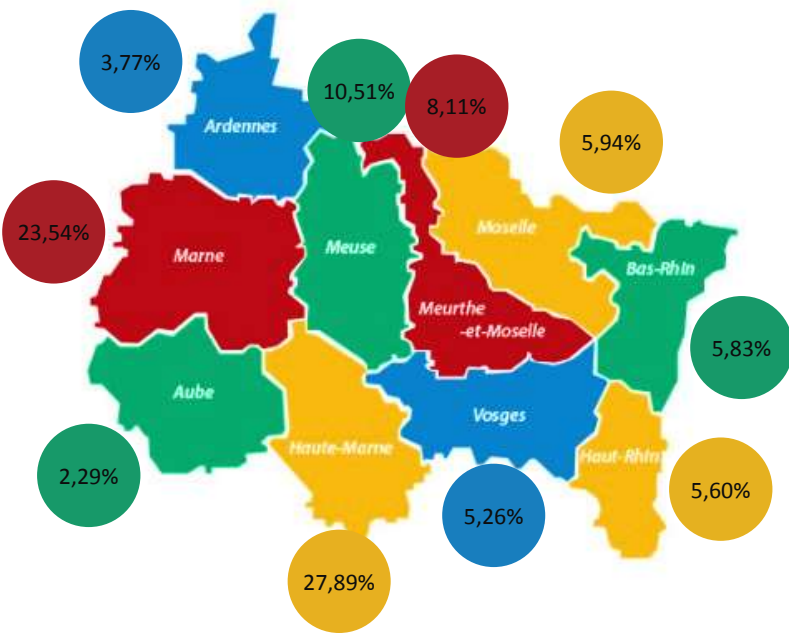 3,77%
10,51%
8,11%
Ardennes
5,94%
23,54%
Marne
Meuse
Moselle
Bas-Rhin
Meurthe
-et-Moselle
5,83%
Aube
Vosges
Haute-Marne
Haut-Rhin
2,29%
5,60%
5,26%
27,89%